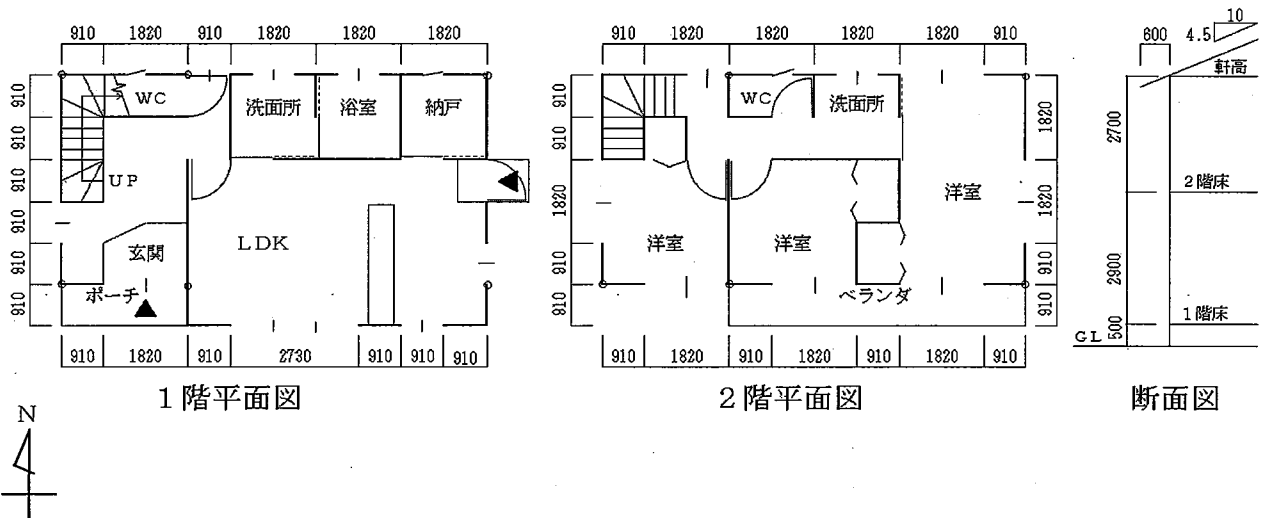 910 1820 910 1820 1820 1820
910 910 910 910 910 910
WC
洗面所
浴室
納戸
UP
LDK
玄関
ポーチ
910 1820 910 2730 910 910 910
1階平面図
910 1820 1820 1820 1820 910
910 910 1820 910 910
WC
洗面所
洋室
洋室
洋室
ベランダ
1820 1820 910 910
910 1820 910 1820 910 1820 910
2階平面図
10
4.5
600
軒高
2700
2階床
2900
1階床
500
GL
断面図
N